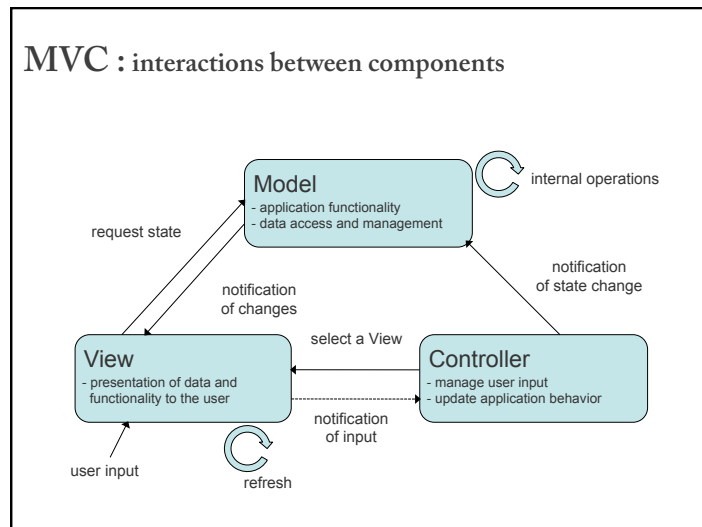 MVC : interactions between components
Model
- application functionality
- data access and management
internal operations
request state
notification
of changes
notification
of state change
select a View
View
- presentation of data and
functionality to the user
Controller
- manage user input
- update application behavior
notification
of input
user input
refresh